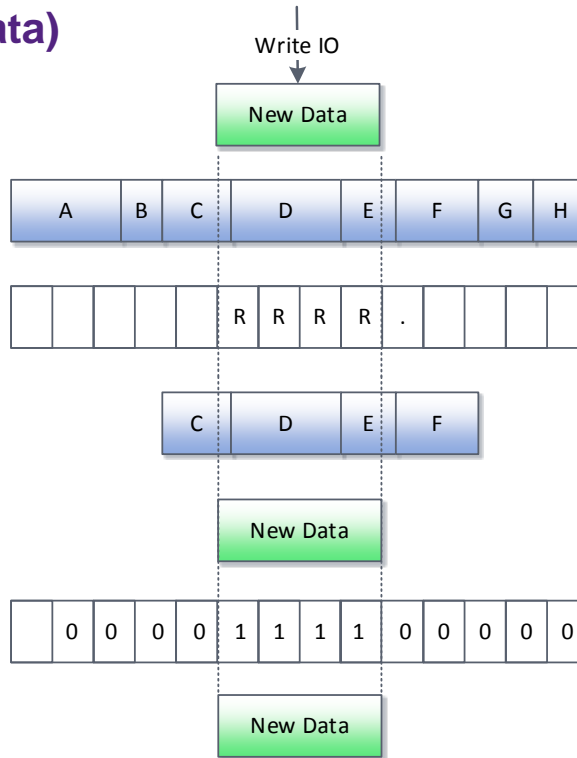 ata)
Write IO
New Data
A B C D E F G H
R R R R .
C D E F
New Data
0 0 0 0 1 1 1 1 0 0 0 0 0
New Data